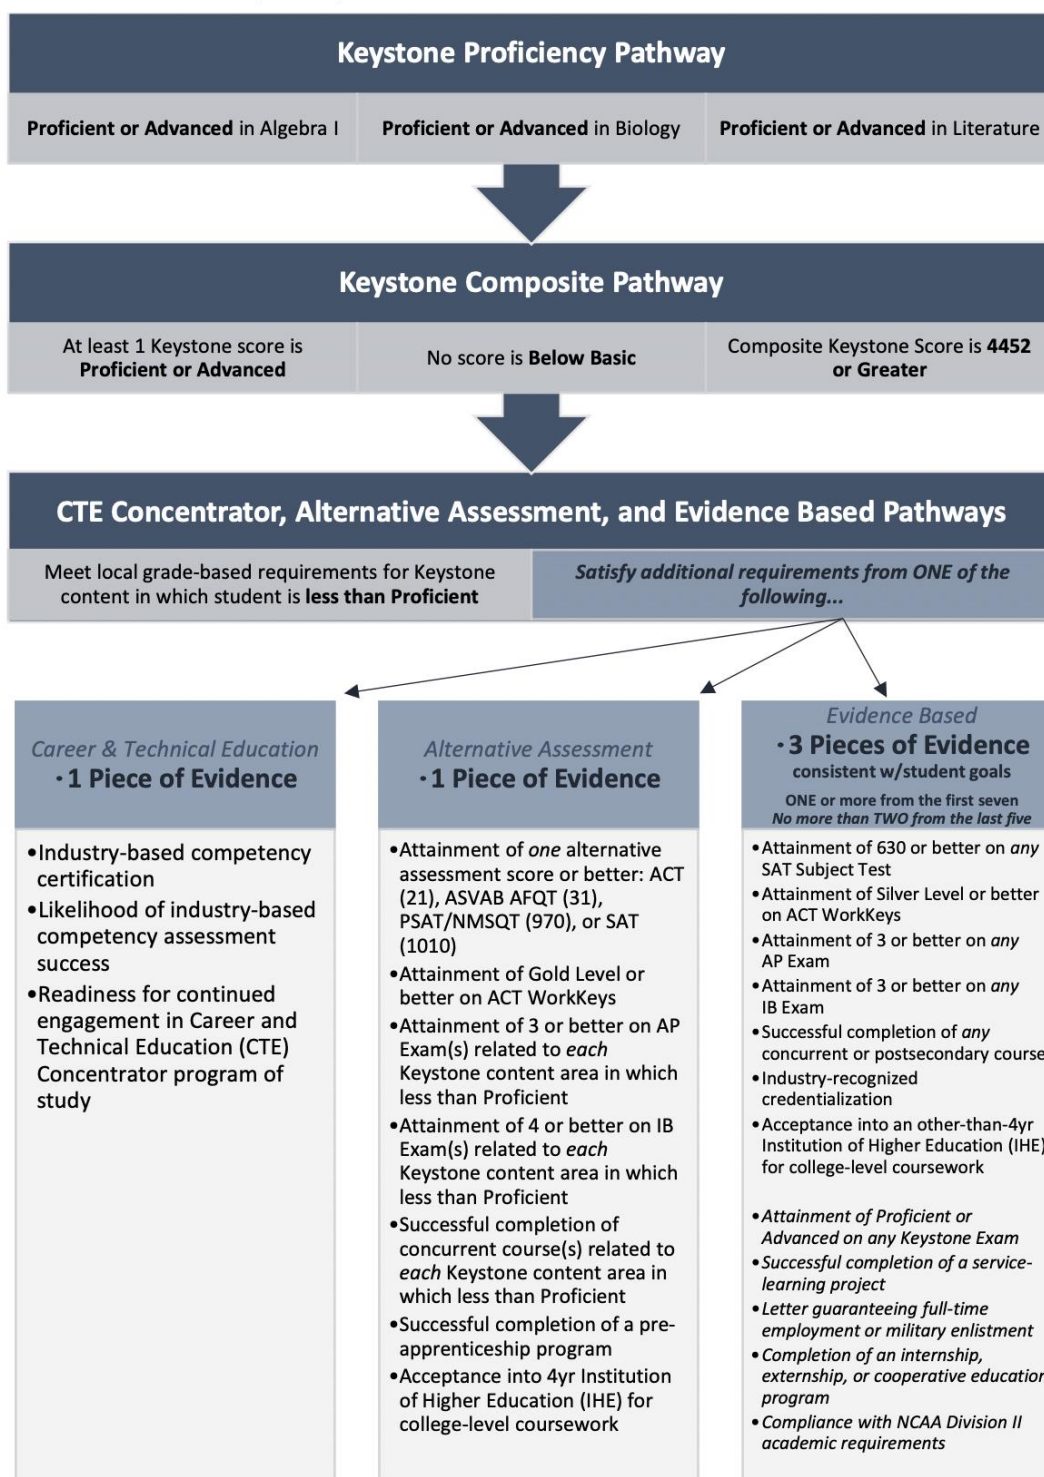 Keystone Proficiency Pathway
Proficient or Advanced in Algebra I
Proficient or Advanced in Biology
Proficient or Advanced in Literature
Keystone Composite Pathway
At least 1 Keystone score is
Proficient or Advanced
No score is Below Basic
Composite Keystone Score is 4452
or Greater
CTE Concentrator, Alternative Assessment, and Evidence Based Pathways
Meet local grade-based requirements for Keystone
content in which student is less than Proficient
Satisfy additional requirements from ONE of the
following...
Career & Technical Education
·1 Piece of Evidence
•Industry-based competency
certification
•Likelihood of industry-based
competency assessment
success
•Readiness for continued
engagement in Career and
Technical Education (CTE)
Concentrator program of
study
Alternative Assessment
·1 Piece of Evidence
•Attainment of one alternative
assessment score or better: ACT
(21), ASVAB AFQT (31),
PSAT/NMSQT (970), or SAT
(1010)
•Attainment of Gold Level or
better on ACT WorkKeys
•Attainment of 3 or better on AP
Exam(s) related to each
Keystone content area in which
less than Proficient
•Attainment of 4 or better on IB
Exam(s) related to each
Keystone content area in which
less than Proficient
•Successful completion of
concurrent course(s) related to
each Keystone content area in
which less than Proficient
•Successful completion of a pre-
apprenticeship program
•Acceptance into 4yr Institution
of Higher Education (IHE) for
college-level coursework
Evidence Based
·3 Pieces of Evidence
consistent w/student goals
ONE or more from the first seven
No more than TWO from the last five
•Attainment of 630 or better on any
SAT Subject Test
•Attainment of Silver Level or better
on ACT WorkKeys
•Attainment of 3 or better on any
AP Exam
•Attainment of 3 or better on any
IB Exam
•Successful completion of any
concurrent or postsecondary course
•Industry-recognized
credentialization
•Acceptance into an other-than-4yr
Institution of Higher Education (IHE)
for college-level coursework
•Attainment of Proficient or
Advanced on any Keystone Exam
•Successful completion of a service-
learning project
•Letter guaranteeing full-time
employment or military enlistment
•Completion of an internship,
externship, or cooperative education
program
•Compliance with NCAA Division II
academic requirements